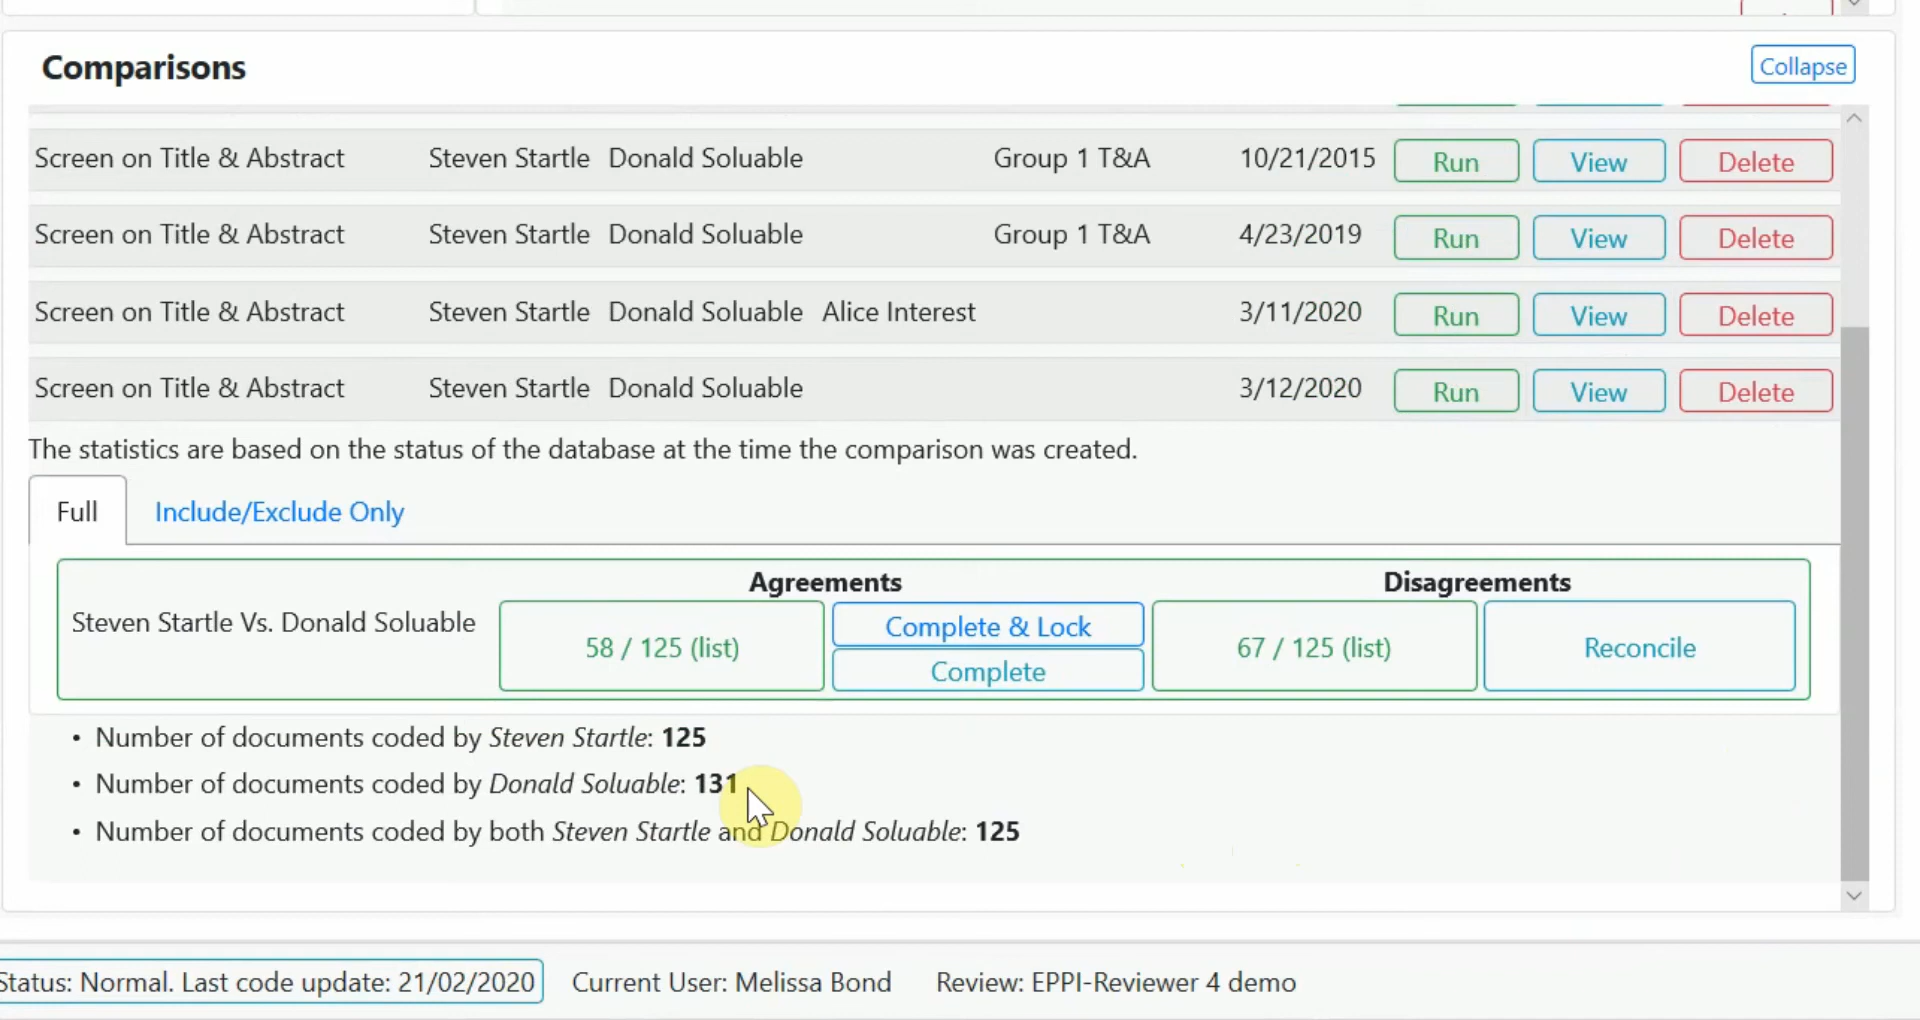 Comparisons
Collapse
Screen on Title & Abstract Steven Startle Donald Soluable Group 1 T&A 10/21/2015 Run View Delete
Screen on Title & Abstract Steven Startle Donald Soluable Group 1 T&A 4/23/2019 Run View Delete
Screen on Title & Abstract Steven Startle Donald Soluable Alice Interest 3/11/2020 Run View Delete
Screen on Title & Abstract Steven Startle Donald Soluable 3/12/2020 Run View Delete
The statistics are based on the status of the database at the time the comparison was created.
Full Include/Exclude Only
Agreements Disagreements
Steven Startle Vs. Donald Soluable 58 / 125 (list) Complete & Lock 67 / 125 (list) Reconcile
Complete
• Number of documents coded by Steven Startle: 125
• Number of documents coded by Donald Soluable: 131
• Number of documents coded by both Steven Startle and Donald Soluable: 125
Status: Normal. Last code update: 21/02/2020 Current User: Melissa Bond Review: EPPI-Reviewer 4 demo